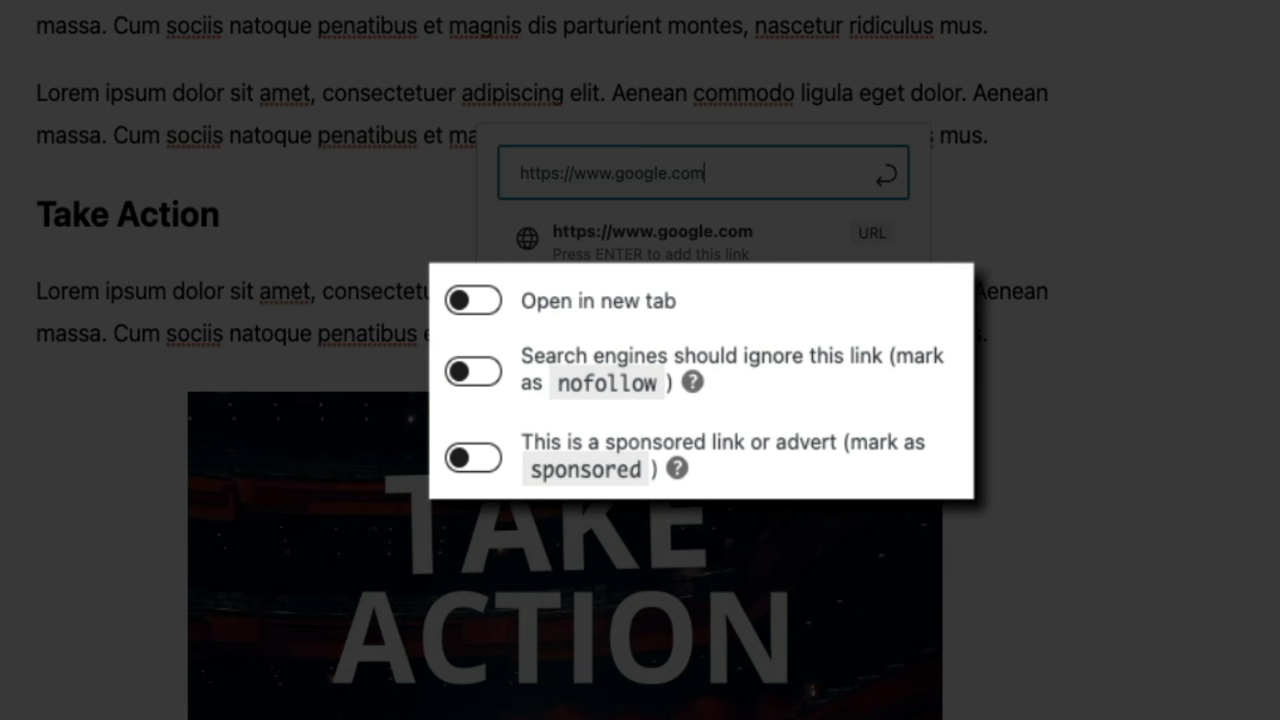 massa. Cum sociis natoque penatibus et magnis dis parturient montes, nascetur ridiculus mus.
Lorem ipsum dolor sit amet, consectetuer adipiscing elit. Aenean commodo ligula eget dolor. Aenean
massa. Cum sociis natoque penatibus et mus.
https://www.google.com
Take Action
https://www.google.com URL
Press ENTER to add this link
Lorem ipsum dolor sit amet, Aenean
massa. Cum sociis natoque penatibus
Open in new tab
Search engines should ignore this link (mark
as nofollow ) ?
This is a sponsored link or advert (mark as
sponsored ) ?
TAKE
ACTION